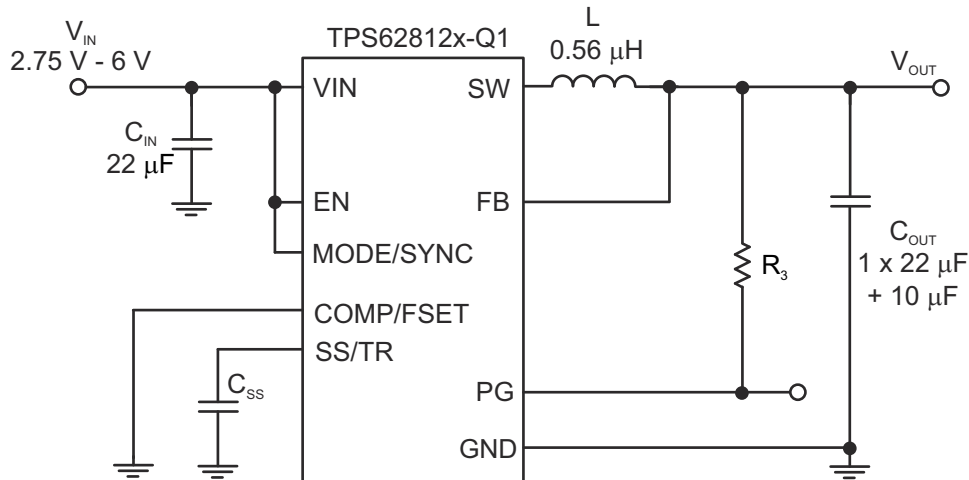 TPS62812x-Q1
V_IN
2.75 V - 6 V
L
0.56 μH
V_OUT
VIN
SW
C_IN
22 μF
EN
FB
MODE/SYNC
R_3
C_OUT
1 x 22 μF
+ 10 μF
COMP/FSET
SS/TR
C_SS
PG
GND